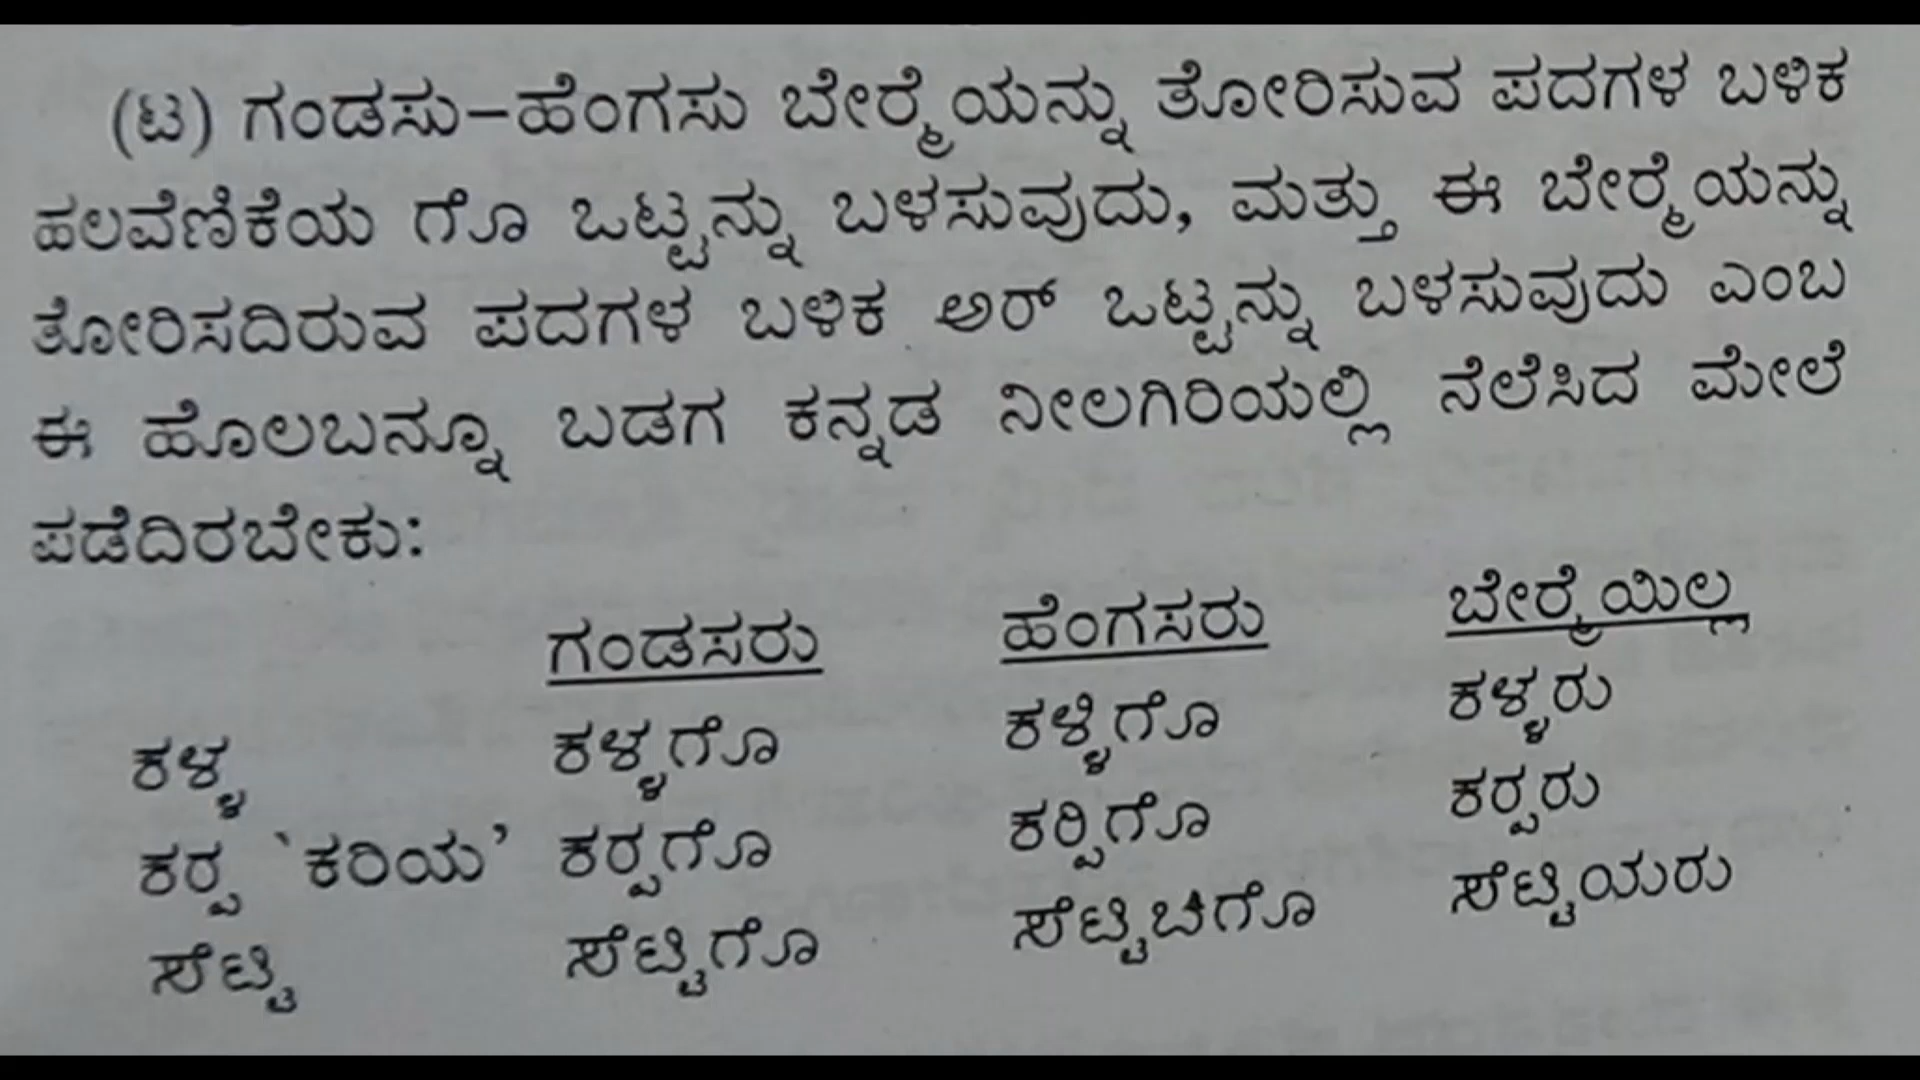 (ಟ) ಗಂಡಸು–ಹೆಂಗಸು ಬೇರ‍್ಮೆಯನ್ನು ತೋರಿಸುವ ಪದಗಳ ಬಳಿಕ
ಹಲವೆಣಿಕೆಯ ಗೊ ಒಟ್ಟನ್ನು ಬಳಸುವುದು, ಮತ್ತು ಈ ಬೇರ‍್ಮೆಯನ್ನು
ತೋರಿಸದಿರುವ ಪದಗಳ ಬಳಿಕ ಅರ್ ಒಟ್ಟನ್ನು ಬಳಸುವುದು ಎಂಬ
ಈ ಹೊಲಬನ್ನೂ ಬಡಗ ಕನ್ನಡ ನೀಲಗಿರಿಯಲ್ಲಿ ನೆಲೆಸಿದ ಮೇಲೆ
ಪಡೆದಿರಬೇಕು:
ಗಂಡಸರು ಹೆಂಗಸರು ಬೇರ‍್ಮೆಯಿಲ್ಲ
ಕಳ್ಳ ಕಳ್ಳಗೊ ಕಳ್ಳಿಗೊ ಕಳ್ಳರು
ಕರ‍್ಪ `ಕರಿಯ' ಕರ‍್ಪಗೊ ಕರ‍್ಪಿಗೊ ಕರ‍್ಪರು
ಸೆಟ್ಟಿ ಸೆಟ್ಟಿಗೊ ಸೆಟ್ಟಿಚಿಗೊ ಸೆಟ್ಟಿಯರು